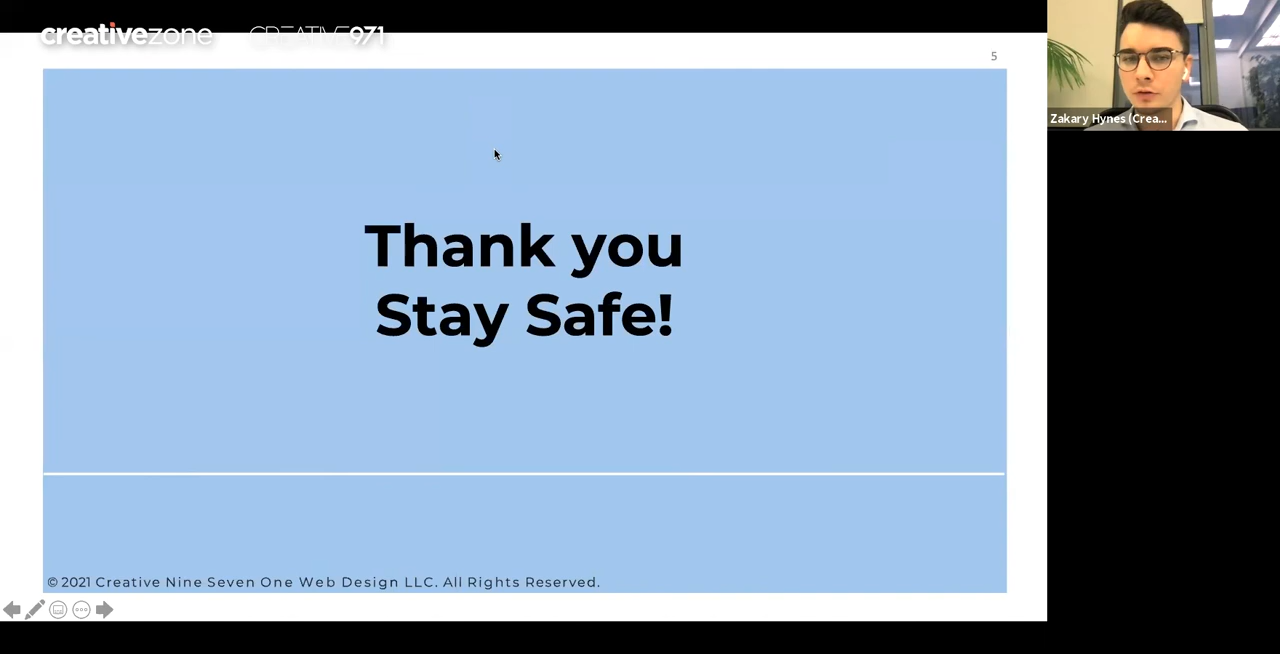 creativezone CREATIVE971
5
Thank you
Stay Safe!
© 2021 Creative Nine Seven One Web Design LLC. All Rights Reserved.
Zakary Hynes (Crea...